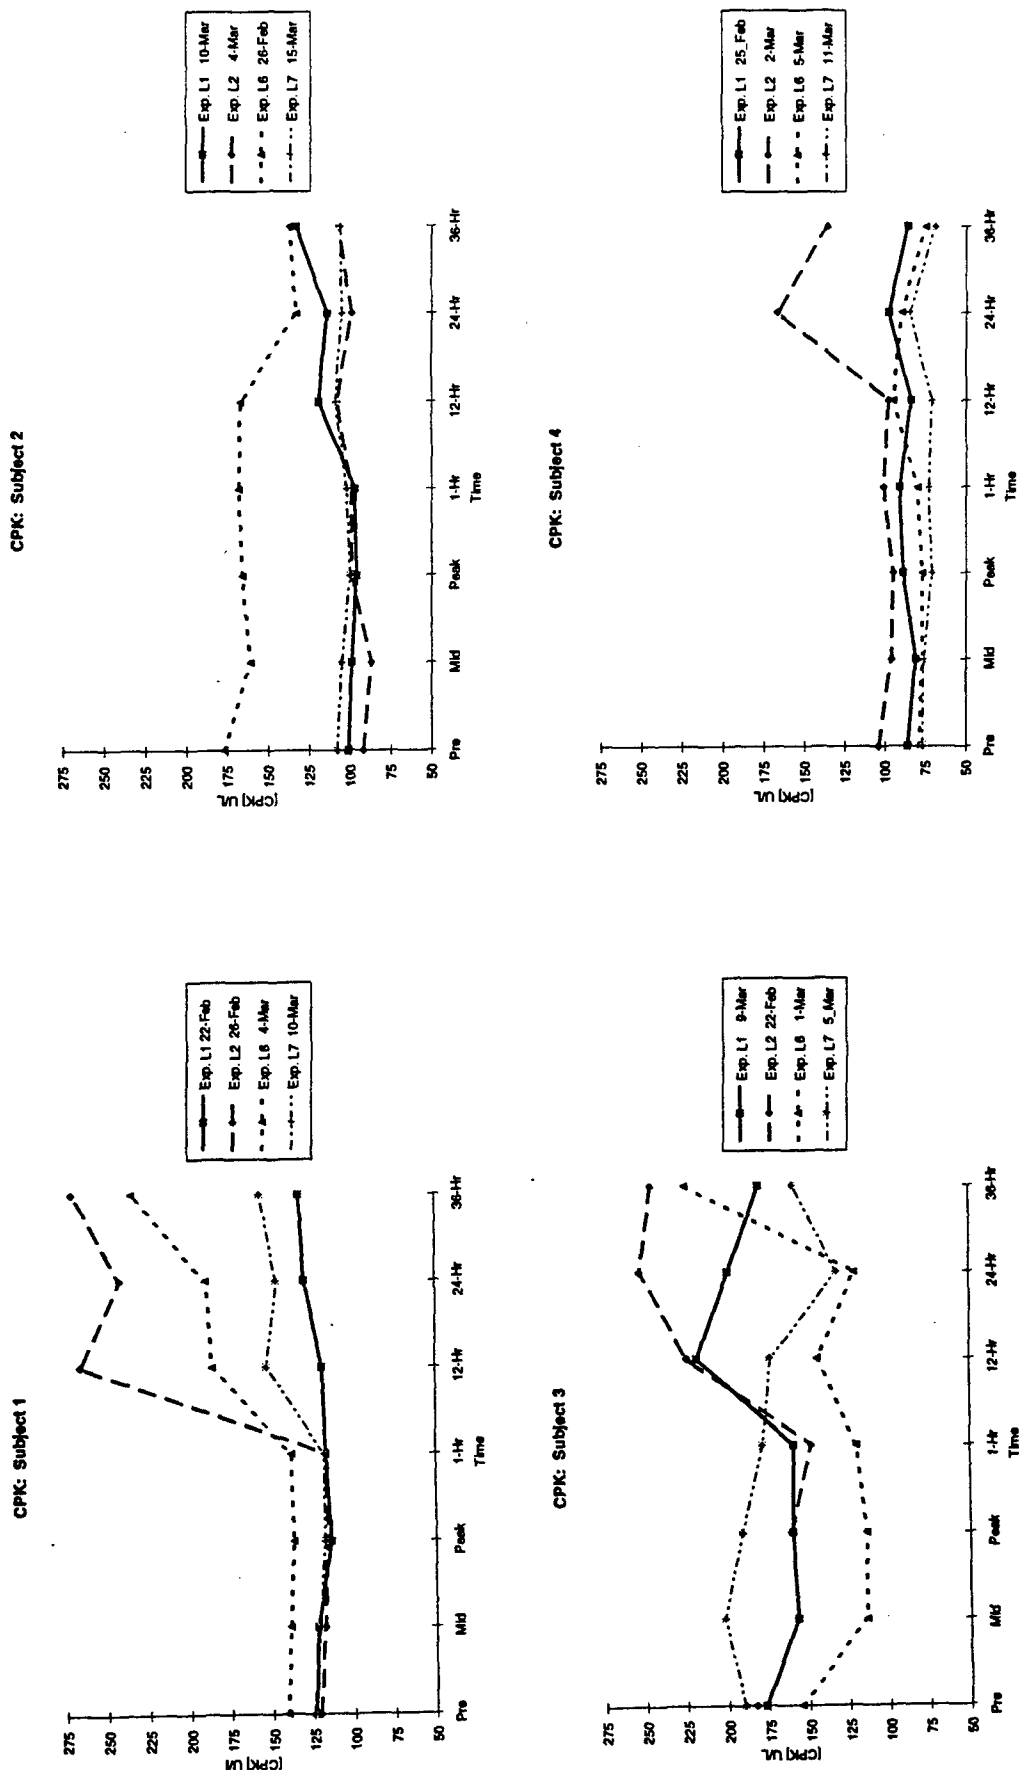 CPK: Subject 1
275
250
225
200
175
150
125
100
75
50
[CPK] U/L
Pre
Mid
Peak
1-Hr
12-Hr
24-Hr
36-Hr
Time
Exp. L1 22-Feb
Exp. L2 26-Feb
Exp. L6 4-Mar
Exp. L7 10-Mar
CPK: Subject 2
275
250
225
200
175
150
125
100
75
50
[CPK] U/L
Pre
Mid
Peak
1-Hr
12-Hr
24-Hr
36-Hr
Time
Exp. L1 10-Mar
Exp. L2 4-Mar
Exp. L6 26-Feb
Exp. L7 15-Mar
CPK: Subject 3
275
250
225
200
175
150
125
100
75
50
[CPK] U/L
Pre
Mid
Peak
1-Hr
12-Hr
24-Hr
36-Hr
Time
Exp. L1 9-Mar
Exp. L2 22-Feb
Exp. L6 1-Mar
Exp. L7 5_Mar
CPK: Subject 4
275
250
225
200
175
150
125
100
75
50
[CPK] U/L
Pre
Mid
Peak
1-Hr
12-Hr
24-Hr
36-Hr
Time
Exp. L1 25_Feb
Exp. L2 2-Mar
Exp. L6 5-Mar
Exp. L7 11-Mar